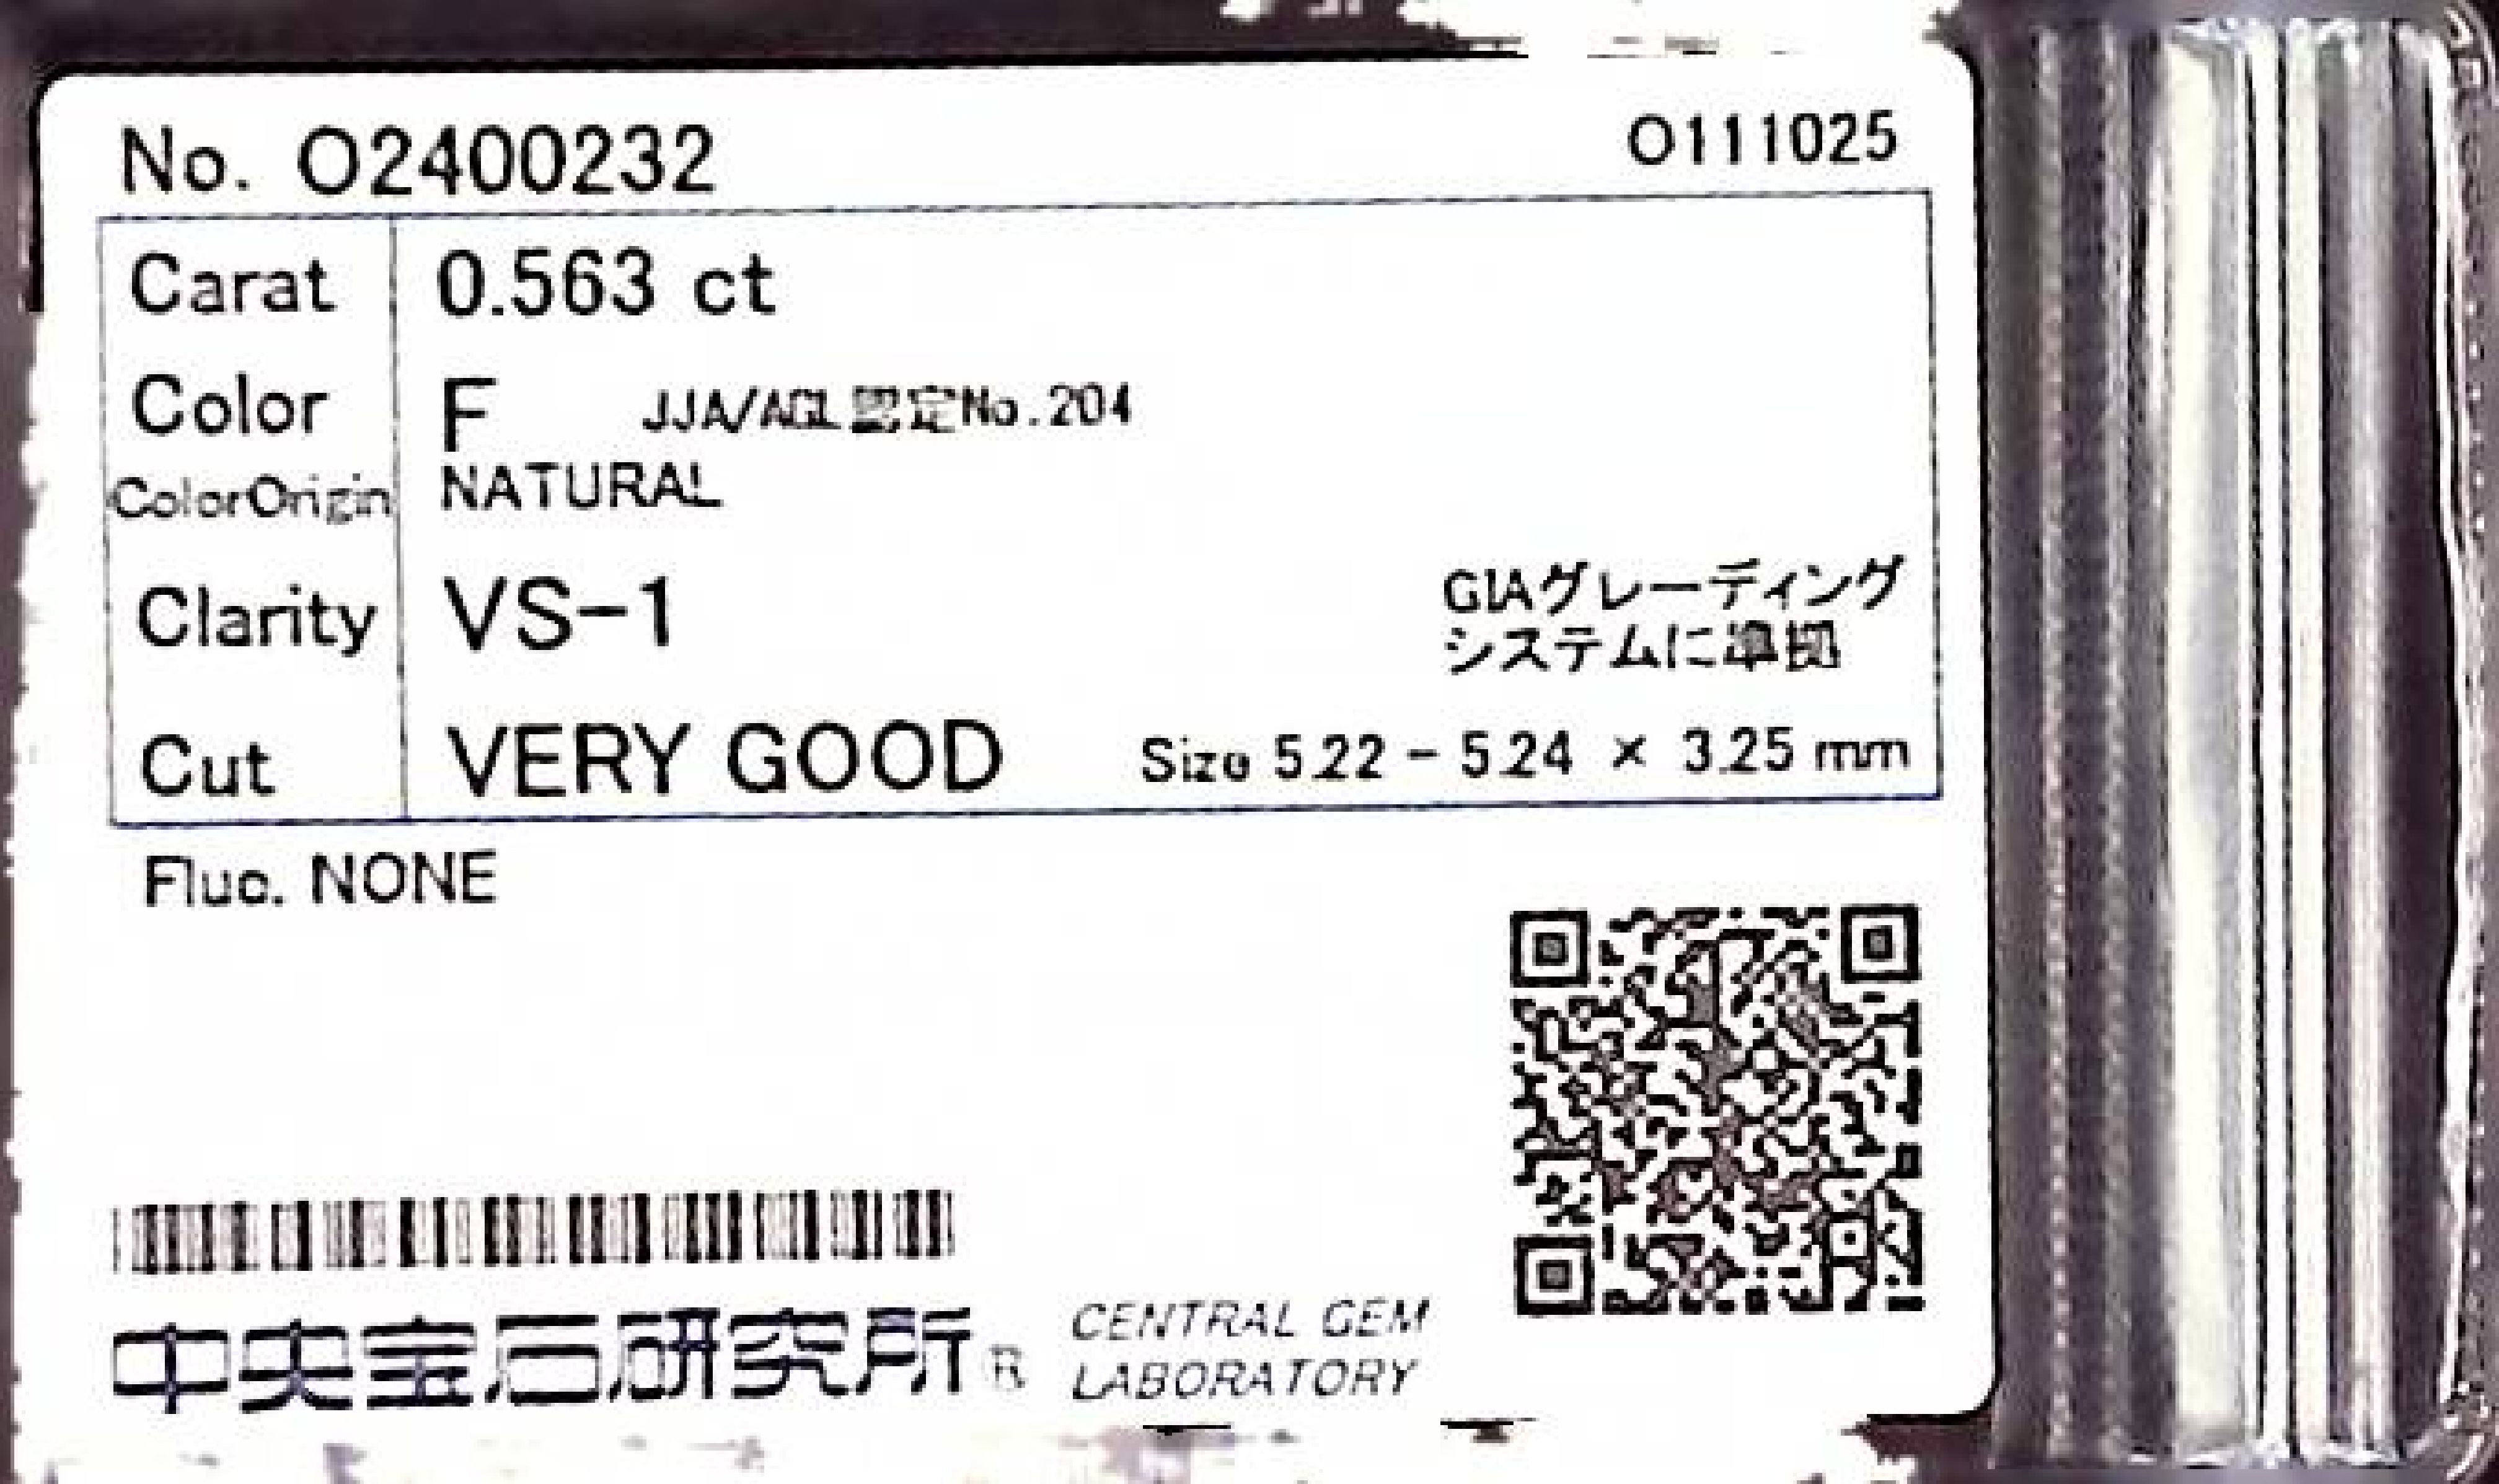 No. O2400232 O111025
Carat 0.563 ct
Color F JJA/AGL認定No.204
ColorOrigin NATURAL
Clarity VS-1 GIAグレーディング
システムに準拠
Cut VERY GOOD Size 5.22 - 5.24 × 3.25 mm
Fluo. NONE
中央宝石研究所® CENTRAL GEM
LABORATORY